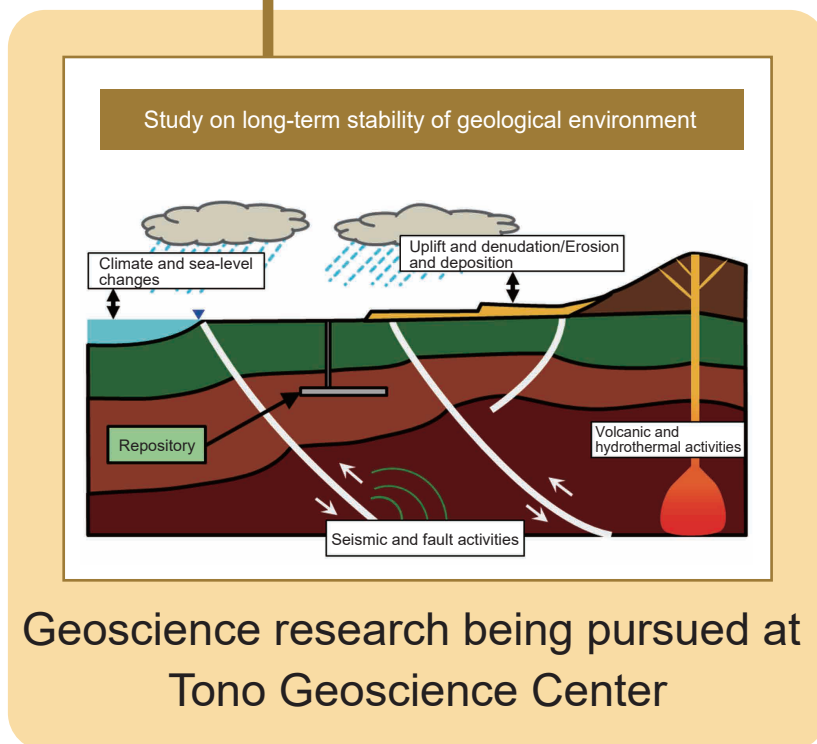 Study on long-term stability of geological environment
Climate and sea-level
changes
Uplift and denudation/Erosion
and deposition
Repository
Volcanic and
hydrothermal activities
Seismic and fault activities
Geoscience research being pursued at
Tono Geoscience Center